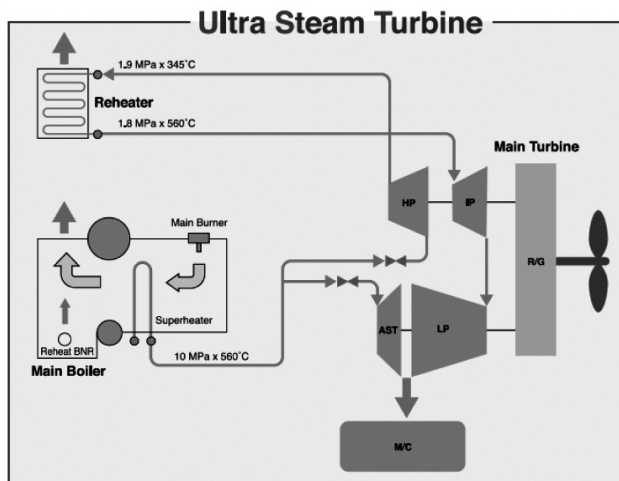 Ultra Steam Turbine
1.9 MPa x 345°C
Reheater
1.8 MPa x 560°C
Main Turbine
HP
IP
Main Burner
R/G
Superheater
AST
LP
Reheat BNR
10 MPa x 560°C
Main Boiler
M/C